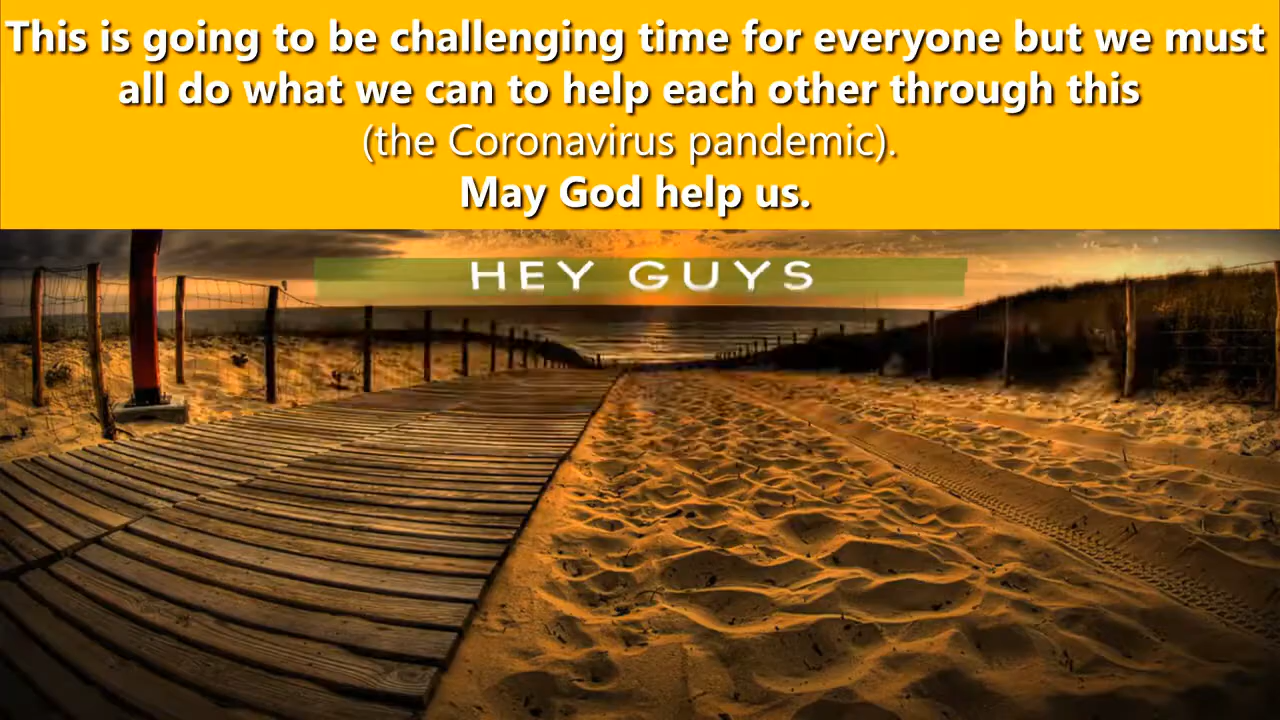 This is going to be challenging time for everyone but we must
all do what we can to help each other through this
(the Coronavirus pandemic).
May God help us.
HEY GUYS